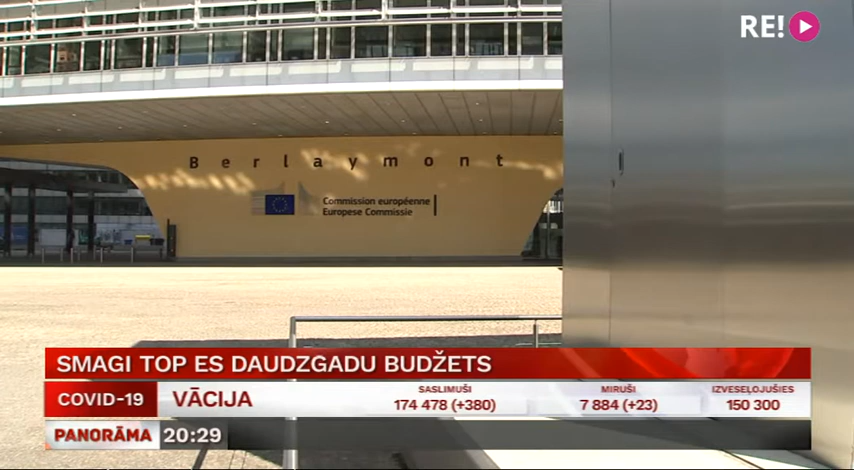 RE!
Berlaymont
Commission européenne
Europese Commissie
SMAGI TOP ES DAUDZGADU BUDŽETS
COVID-19 VĀCIJA SASLIMUŠI 174 478 (+380) MIRUŠI 7 884 (+23) IZVESEĻOJUŠIES 150 300
PANORĀMA 20:29